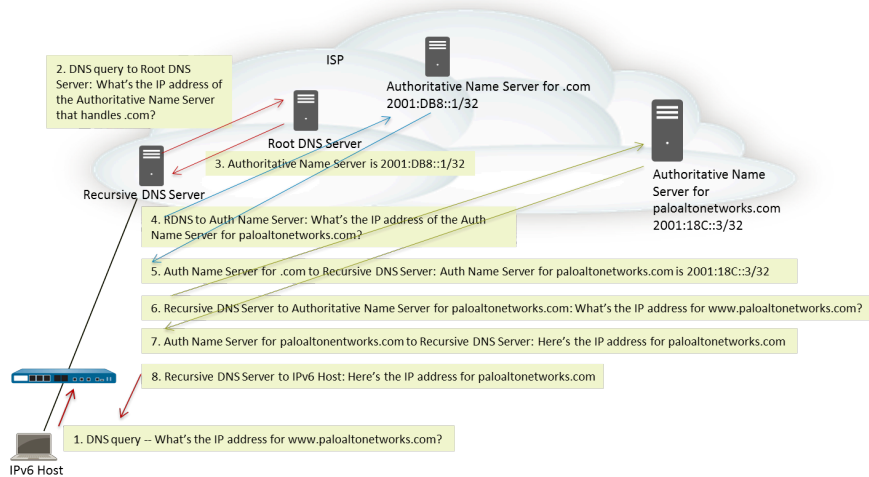 ISP
2. DNS query to Root DNS
Server: What's the IP address of
the Authoritative Name Server
that handles .com?
Authoritative Name Server for .com
2001:DB8::1/32
Root DNS Server
3. Authoritative Name Server is 2001:DB8::1/32
Recursive DNS Server
Authoritative Name
Server for
paloaltonetworks.com
2001:18C::3/32
4. RDNS to Auth Name Server: What's the IP address of the Auth
Name Server for paloaltonetworks.com?
5. Auth Name Server for .com to Recursive DNS Server: Auth Name Server for paloaltonetworks.com is 2001:18C::3/32
6. Recursive DNS Server to Authoritative Name Server for paloaltonetworks.com: What's the IP address for www.paloaltonetworks.com?
7. Auth Name Server for paloaltonentworks.com to Recursive DNS Server: Here's the IP address for paloaltonetworks.com
8. Recursive DNS Server to IPv6 Host: Here's the IP address for paloaltonetworks.com
1. DNS query -- What's the IP address for www.paloaltonetworks.com?
IPv6 Host